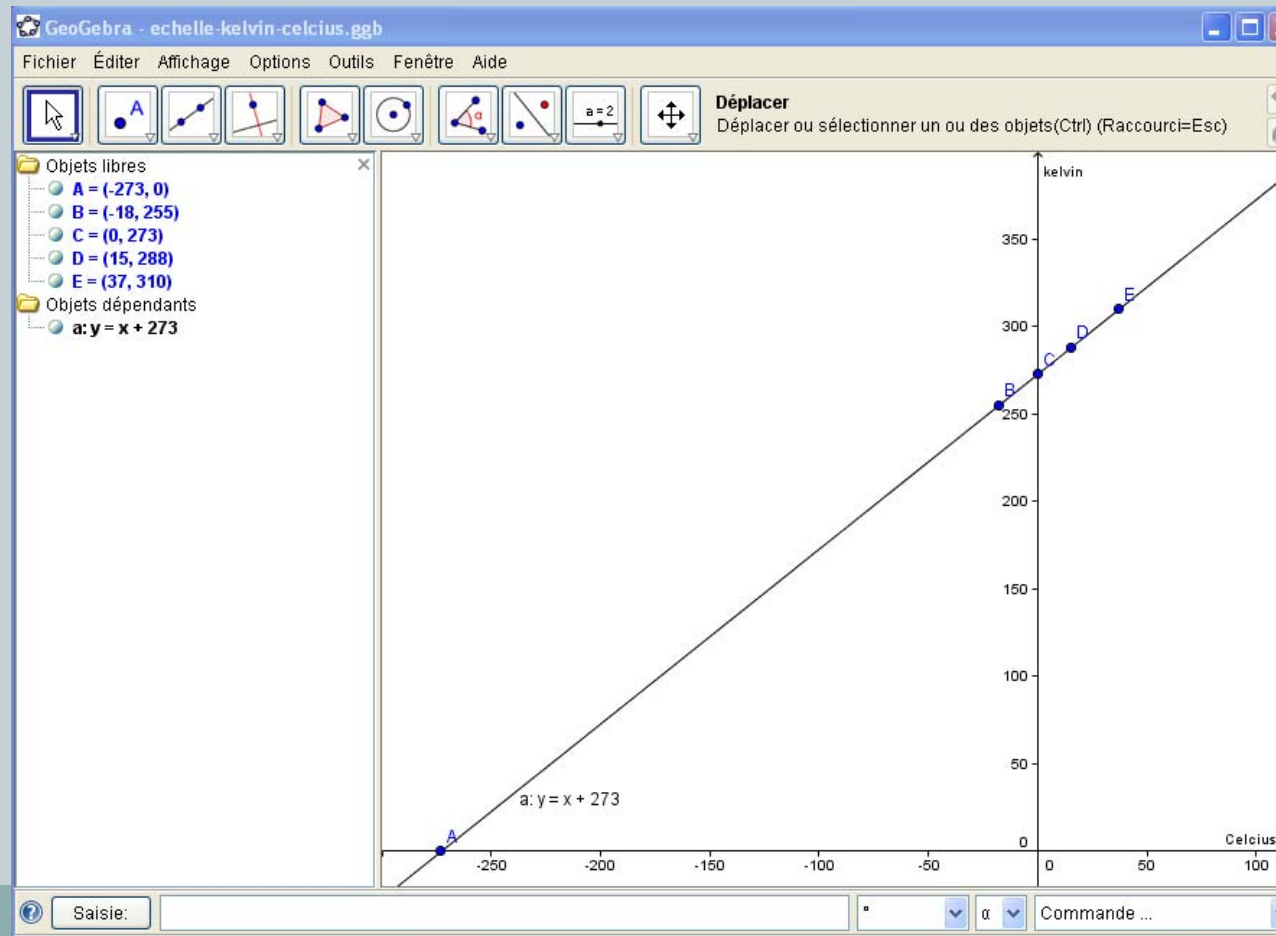 GeoGebra - echelle-kelvin-celcius.ggb
Fichier Éditer Affichage Options Outils Fenêtre Aide
A
α
a = 2
Déplacer
Déplacer ou sélectionner un ou des objets(Ctrl) (Raccourci=Esc)
Objets libres
A = (-273, 0)
B = (-18, 255)
C = (0, 273)
D = (15, 288)
E = (37, 310)
Objets dépendants
a: y = x + 273
kelvin
350
300
250
200
150
100
50
0
E
D
C
B
a: y = x + 273
A
Celcius
-250 -200 -150 -100 -50 0 50 100
Saisie:
° α Commande ...